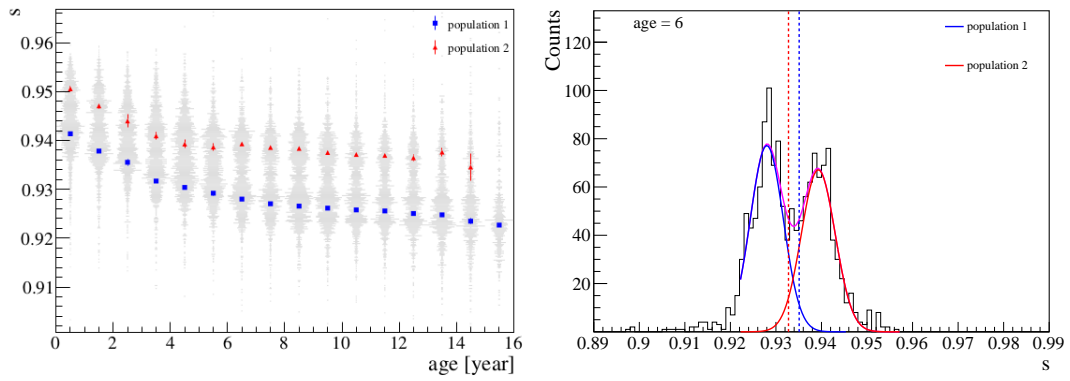 s
0.96
0.95
0.94
0.93
0.92
0.91
0 2 4 6 8 10 12 14 16
age [year]
population 1
population 2
Counts
120
100
80
60
40
20
age = 6
population 1
population 2
0.89 0.9 0.91 0.92 0.93 0.94 0.95 0.96 0.97 0.98 0.99
s